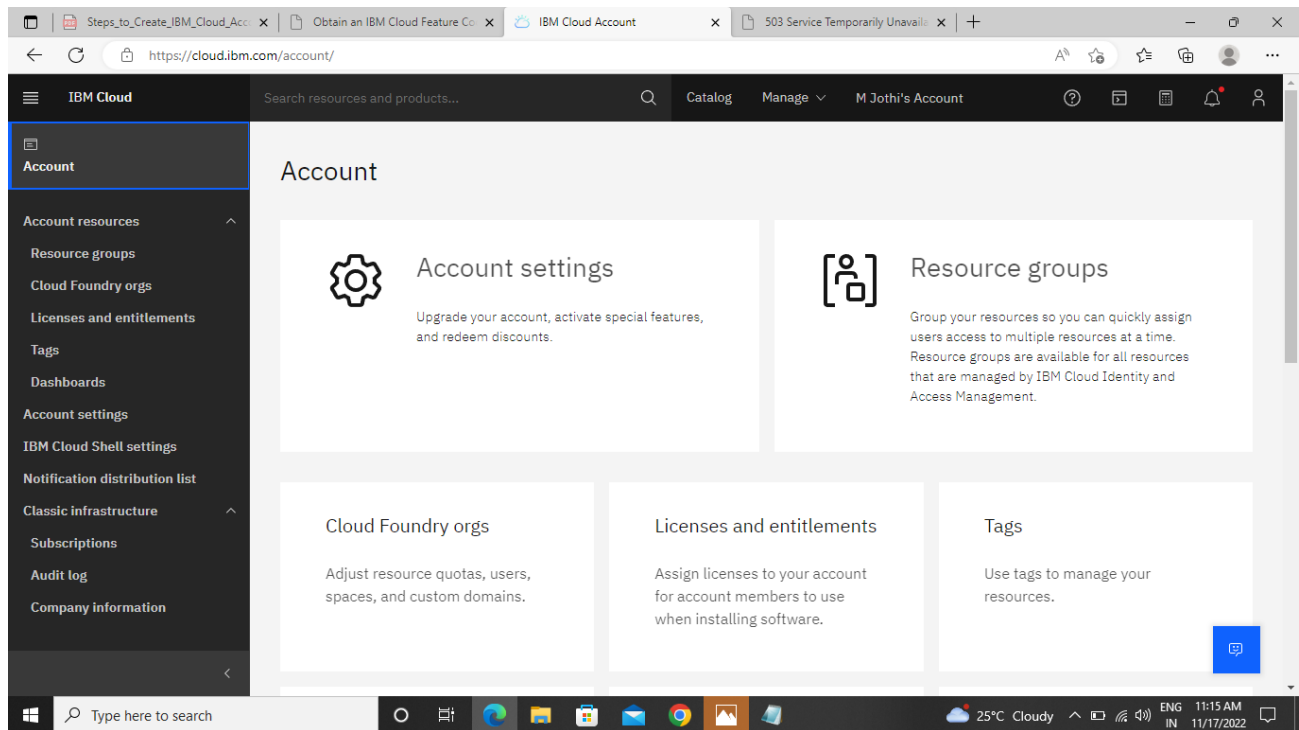 Steps_to_Create_IBM_Cloud_Acc
Obtain an IBM Cloud Feature Co
IBM Cloud Account
503 Service Temporarily Unavaila
https://cloud.ibm.com/account/
IBM Cloud
Search resources and products...
Catalog
Manage
M Jothi's Account
Account
Account resources
Resource groups
Cloud Foundry orgs
Licenses and entitlements
Tags
Dashboards
Account settings
IBM Cloud Shell settings
Notification distribution list
Classic infrastructure
Subscriptions
Audit log
Company information
Account
Account settings
Upgrade your account, activate special features,
and redeem discounts.
Resource groups
Group your resources so you can quickly assign
users access to multiple resources at a time.
Resource groups are available for all resources
that are managed by IBM Cloud Identity and
Access Management.
Cloud Foundry orgs
Adjust resource quotas, users,
spaces, and custom domains.
Licenses and entitlements
Assign licenses to your account
for account members to use
when installing software.
Tags
Use tags to manage your
resources.
Type here to search
25°C Cloudy
ENG
IN
11:15 AM
11/17/2022